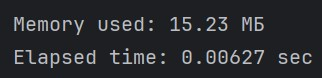 Memory used: 15.23 МБ
Elapsed time: 0.00627 sec